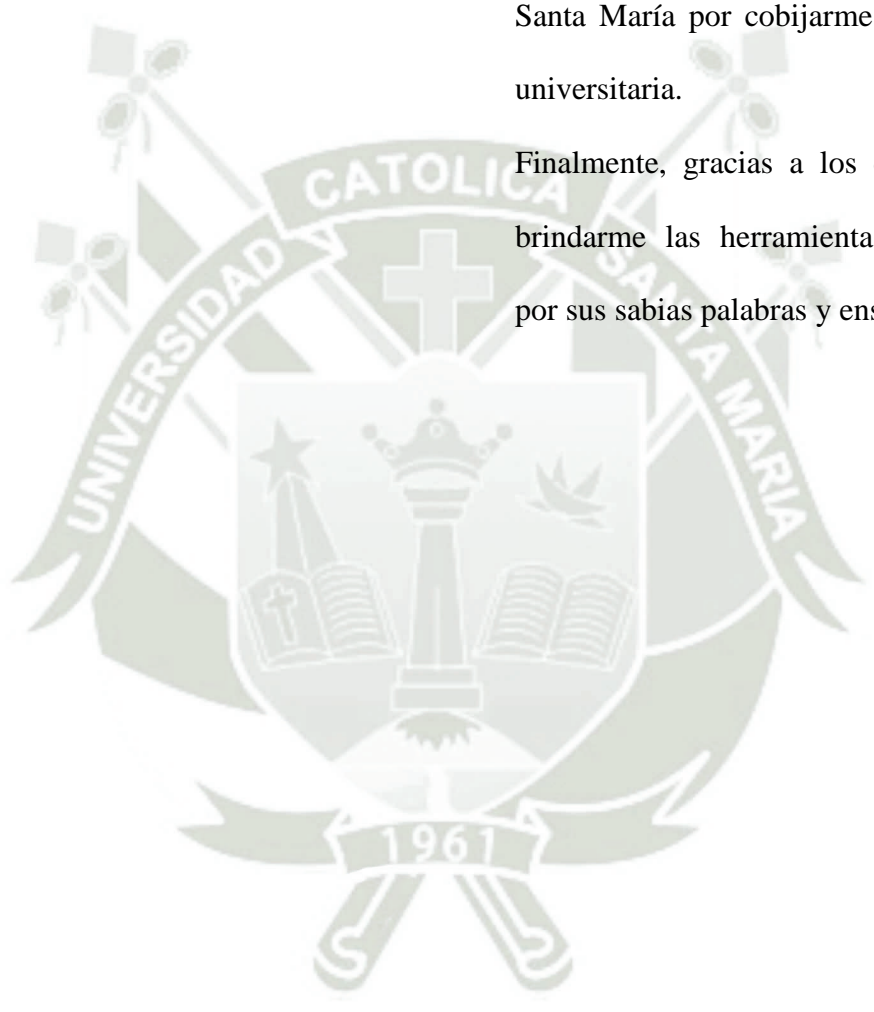 Santa María por cobijarme
universitaria.
Finalmente, gracias a los
brindarme las herramienta
por sus sabias palabras y ens
UNIVERSIDAD CATOLICA SANTA MARIA
1961